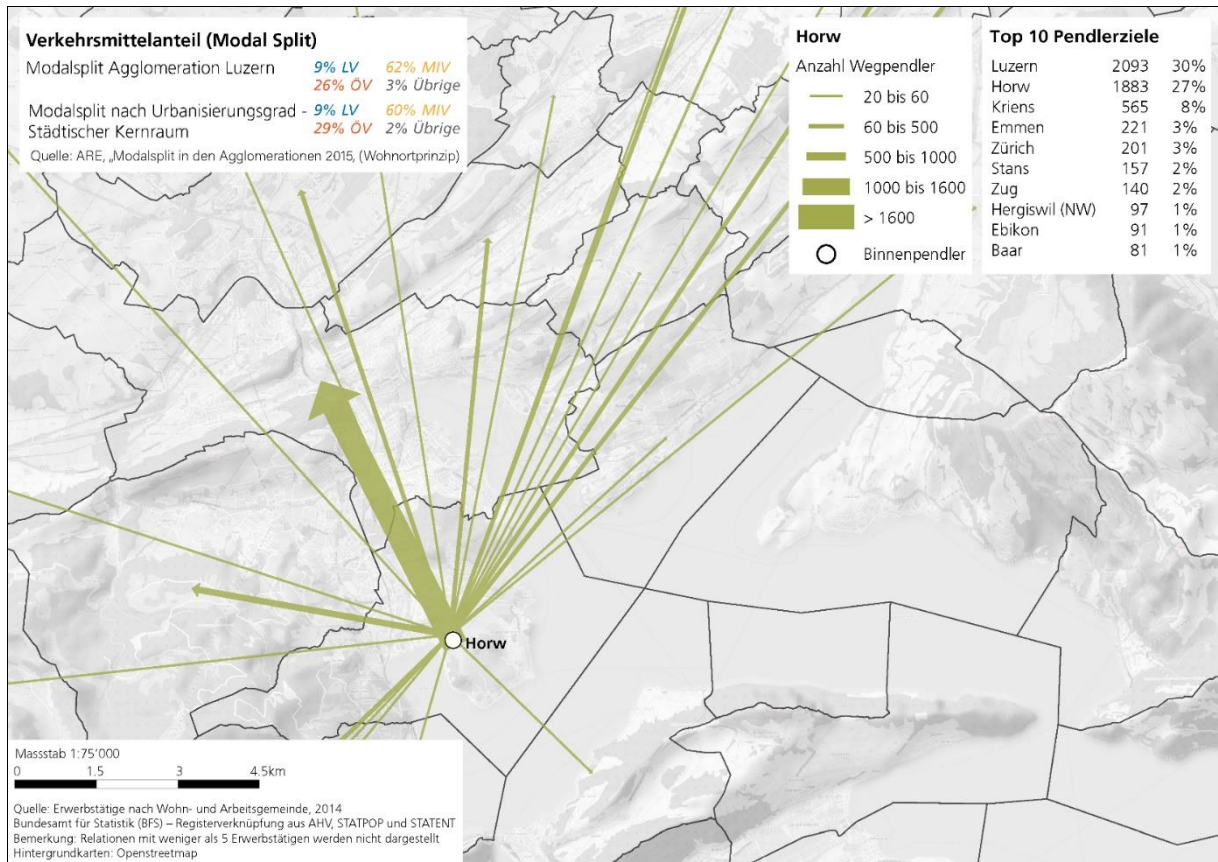 Verkehrsmittelanteil (Modal Split)
Modalsplit Agglomeration Luzern 9% LV 62% MIV
26% ÖV 3% Übrige
Modalsplit nach Urbanisierungsgrad - 9% LV 60% MIV
Städtischer Kernraum 29% ÖV 2% Übrige
Quelle: ARE, „Modalsplit in den Agglomerationen 2015, (Wohnortprinzip)
Horw
Anzahl Wegpendler
20 bis 60
60 bis 500
500 bis 1000
1000 bis 1600
> 1600
Binnenpendler
Top 10 Pendlerziele
Luzern 2093 30%
Horw 1883 27%
Kriens 565 8%
Emmen 221 3%
Zürich 201 3%
Stans 157 2%
Zug 140 2%
Hergiswil (NW) 97 1%
Ebikon 91 1%
Baar 81 1%
Horw
Massstab 1:75'000
0 1.5 3 4.5km
Quelle: Erwerbstätige nach Wohn- und Arbeitsgemeinde, 2014
Bundesamt für Statistik (BFS) – Registerverknüpfung aus AHV, STATPOP und STATENT
Bemerkung: Relationen mit weniger als 5 Erwerbstätigen werden nicht dargestellt
Hintergrundkarten: Openstreetmap